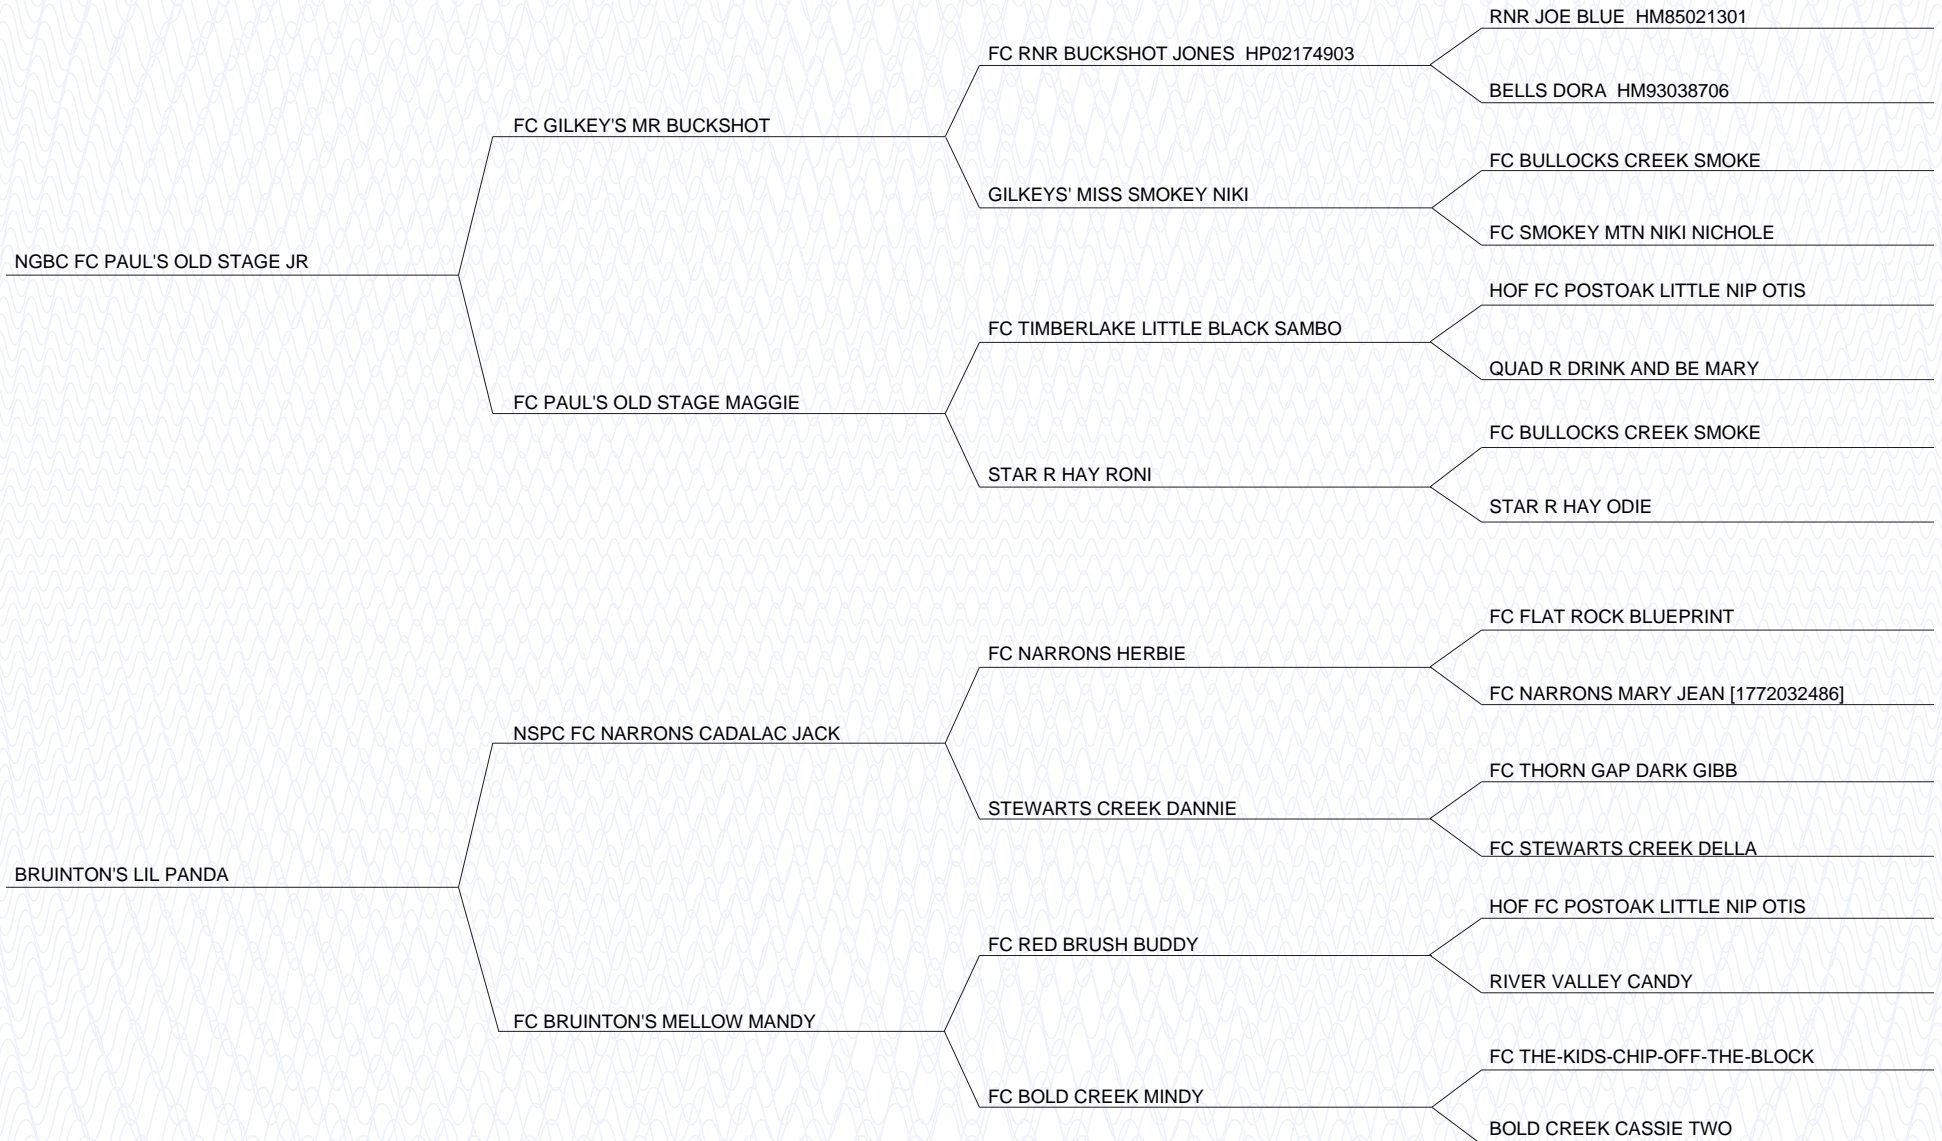 RNR JOE BLUE  HM85021301
FC RNR BUCKSHOT JONES  HP02174903
BELLS DORA  HM93038706
FC GILKEY'S MR BUCKSHOT
FC BULLOCKS CREEK SMOKE
GILKEYS' MISS SMOKEY NIKI
FC SMOKEY MTN NIKI NICHOLE
NGBC FC PAUL'S OLD STAGE JR
HOF FC POSTOAK LITTLE NIP OTIS
FC TIMBERLAKE LITTLE BLACK SAMBO
QUAD R DRINK AND BE MARY
FC PAUL'S OLD STAGE MAGGIE
FC BULLOCKS CREEK SMOKE
STAR R HAY RONI
STAR R HAY ODIE
FC FLAT ROCK BLUEPRINT
FC NARRONS HERBIE
FC NARRONS MARY JEAN [1772032486]
NSPC FC NARRONS CADALAC JACK
FC THORN GAP DARK GIBB
STEWARTS CREEK DANNIE
FC STEWARTS CREEK DELLA
BRUINTON'S LIL PANDA
HOF FC POSTOAK LITTLE NIP OTIS
FC RED BRUSH BUDDY
RIVER VALLEY CANDY
FC BRUINTON'S MELLOW MANDY
FC THE-KIDS-CHIP-OFF-THE-BLOCK
FC BOLD CREEK MINDY
BOLD CREEK CASSIE TWO